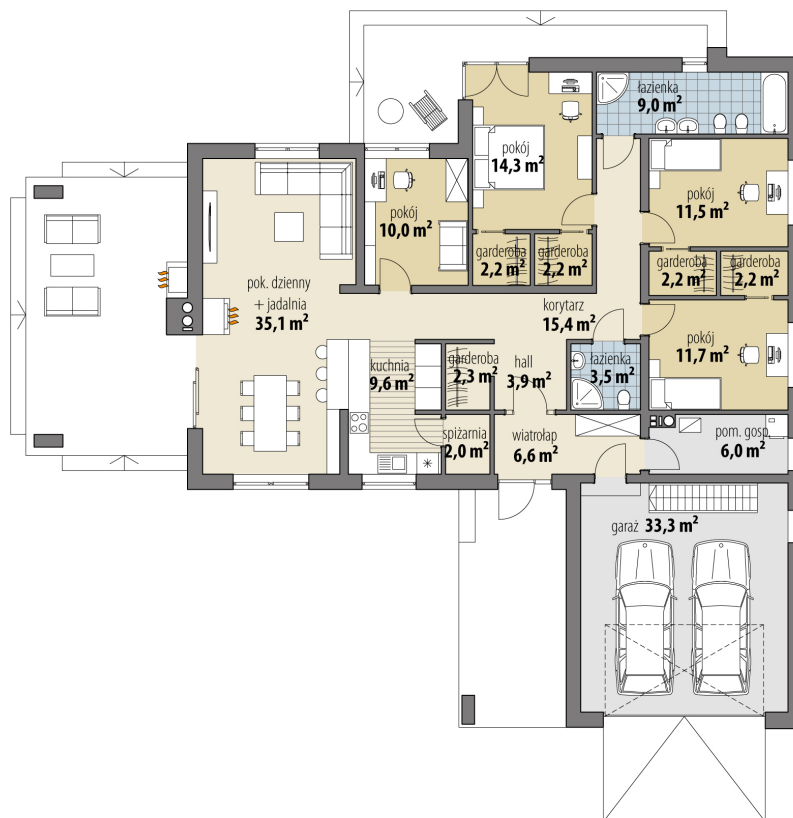 łazienka
9,0 m²
pokój
14,3 m²
pokój
11,5 m²
pokój
10,0 m²
garderoba
2,2 m²
garderoba
2,2 m²
garderoba
2,2 m²
garderoba
2,2 m²
pok. dzienny
+ jadalnia
35,1 m²
korytarz
15,4 m²
pokój
11,7 m²
kuchnia
9,6 m²
garderoba
2,3 m²
hall
3,9 m²
łazienka
3,5 m²
spiżarnia
2,0 m²
wiatrołap
6,6 m²
pom. gosp.
6,0 m²
garaż 33,3 m²